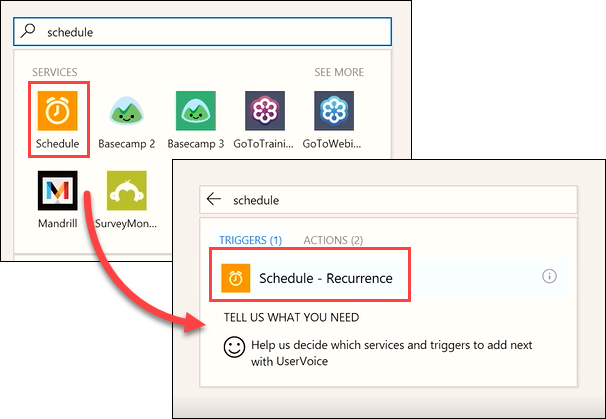 schedule
SERVICES SEE MORE
Schedule Basecamp 2 Basecamp 3 GoToTraini... GoToWebi...
Mandrill SurveyMon...
schedule
TRIGGERS (1) ACTIONS (2)
Schedule - Recurrence
TELL US WHAT YOU NEED
Help us decide which services and triggers to add next
with UserVoice